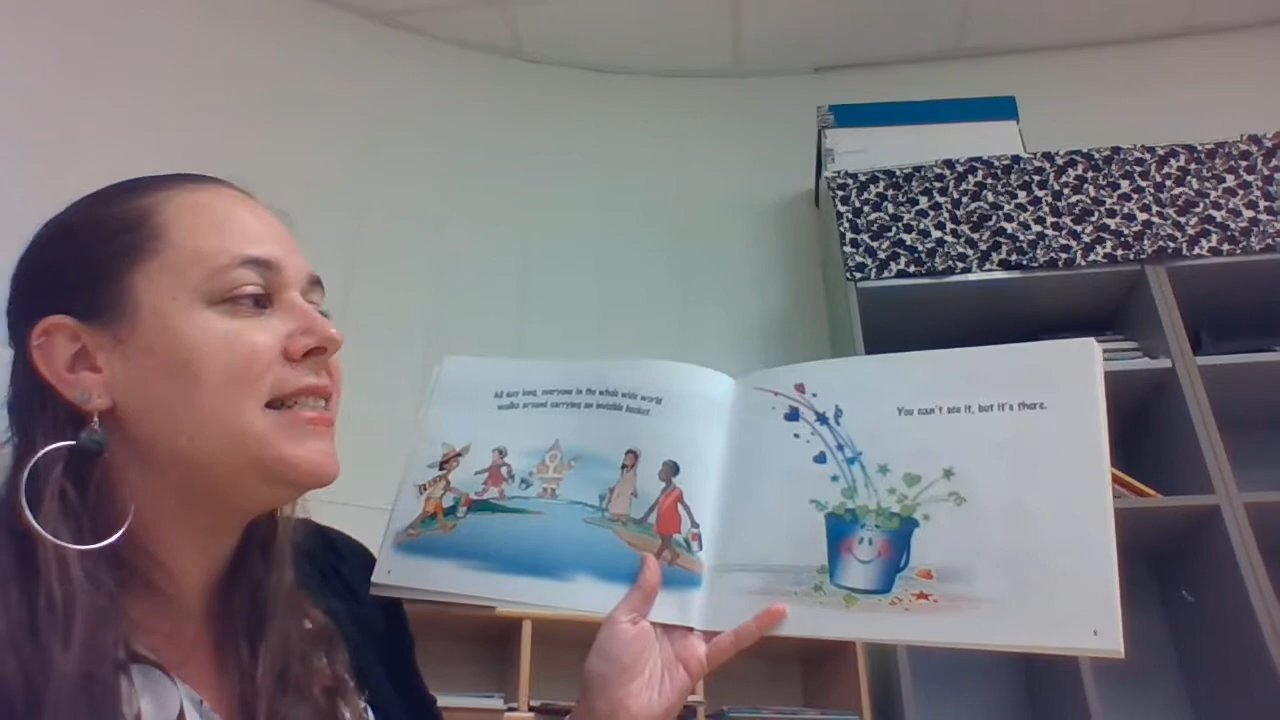 All day long, everyone in the whole wide world
walks around carrying an invisible bucket.
You can't see it, but it's there.